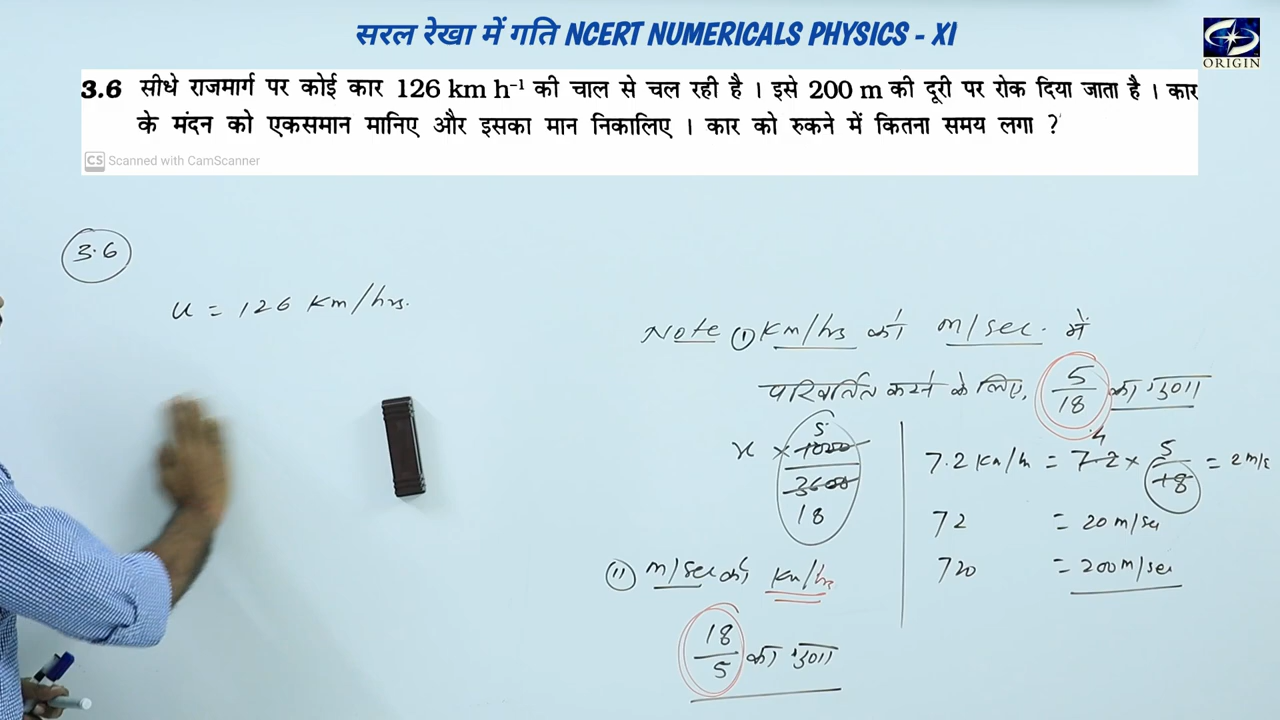 सरल रेखा में गति NCERT NUMERICALS PHYSICS - XI
ORIGIN
3.6 सीधे राजमार्ग पर कोई कार 126 km h⁻¹ की चाल से चल रही है । इसे 200 m की दूरी पर रोक दिया जाता है । कार
के मंदन को एकसमान मानिए और इसका मान निकालिए । कार को रुकने में कितना समय लगा ?
CS Scanned with CamScanner
3.6
u = 126 Km/hrs.
Note (i) Km/hrs को m/sec. में
परिवर्तित करने के लिए, 5/18 का गुणा
x × 1000/3600
5
18
7.2 Km/h = 7.2 × 5/18 = 2 m/s
72 = 20 m/sec
720 = 200 m/sec
(ii) m/sec को Km/hrs
18/5 का गुणा